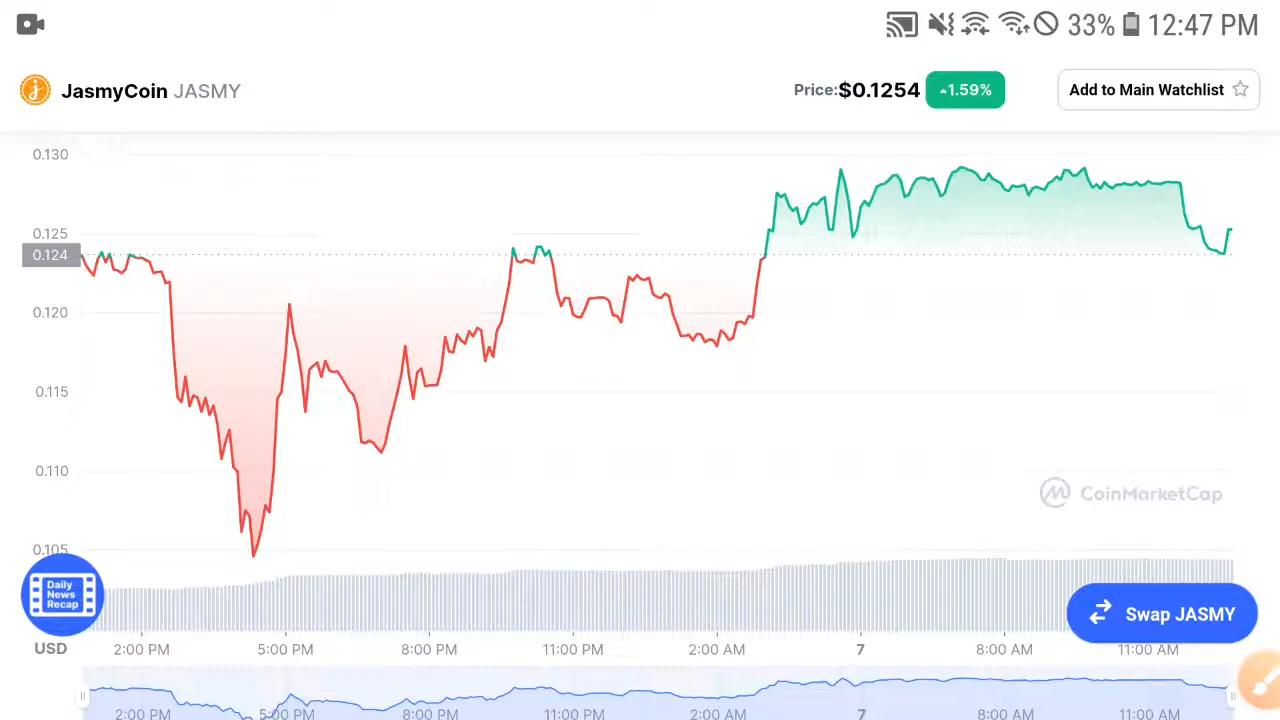 33% 12:47 PM
JasmyCoin JASMY
Price:$0.1254 1.59%
Add to Main Watchlist
0.130
0.125
0.124
0.120
0.115
0.110
0.105
CoinMarketCap
Daily
News
Recap
Swap JASMY
USD 2:00 PM 5:00 PM 8:00 PM 11:00 PM 2:00 AM 7 8:00 AM 11:00 AM
2:00 PM 5:00 PM 8:00 PM 11:00 PM 2:00 AM 7 8:00 AM 11:00 AM